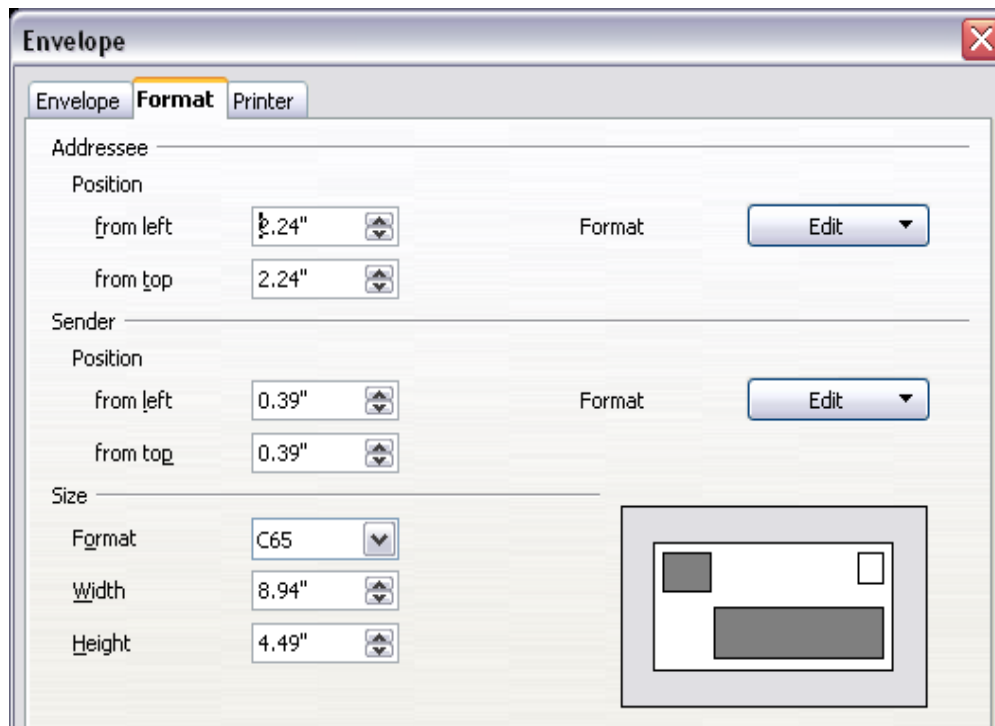 Envelope
Envelope Format Printer
Addressee
Position
from left 2.24" Format Edit
from top 2.24"
Sender
Position
from left 0.39" Format Edit
from top 0.39"
Size
Format C65
Width 8.94"
Height 4.49"